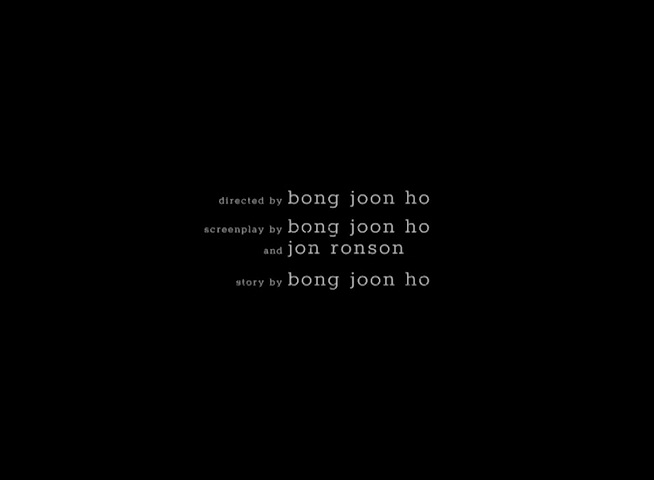 directed by bong joon ho
screenplay by bong joon ho
and jon ronson
story by bong joon ho